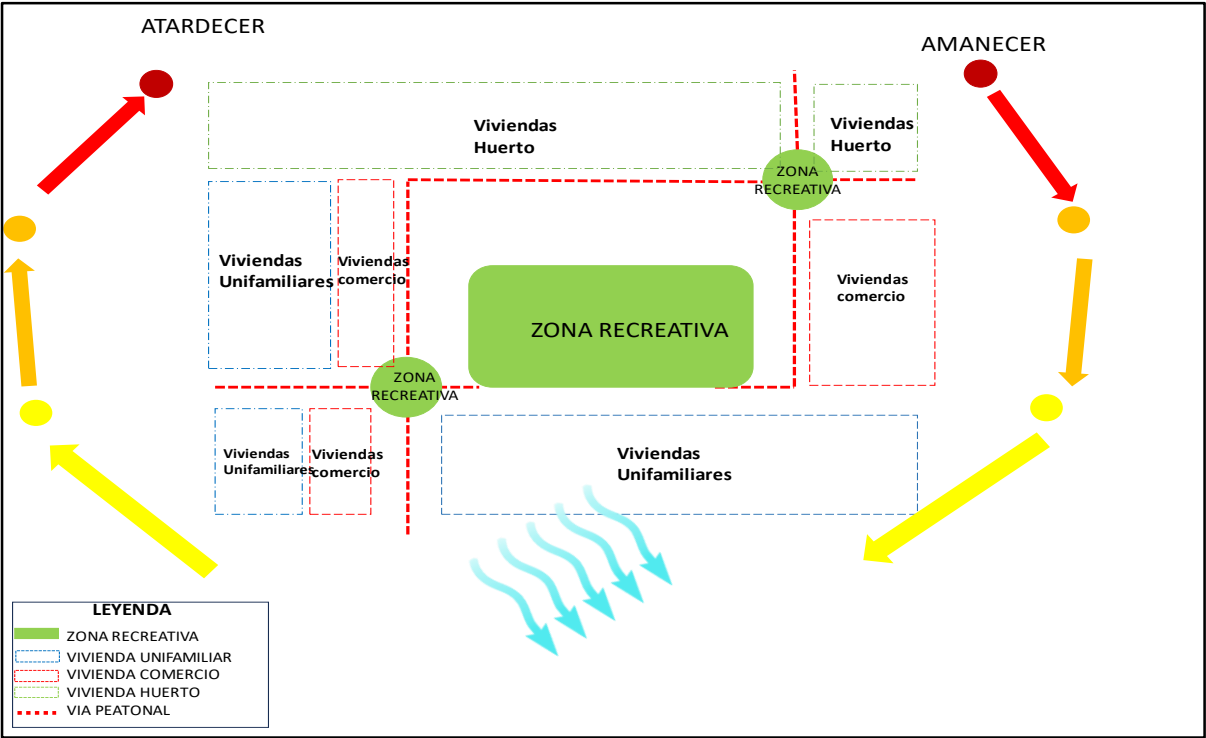 ATARDECER
AMANECER
Viviendas
Huerto
Viviendas
Huerto
ZONA
RECREATIVA
Viviendas
Unifamiliares
Viviendas
comercio
ZONA RECREATIVA
Viviendas
comercio
ZONA
RECREATIVA
Viviendas
Unifamiliares
Viviendas
comercio
Viviendas
Unifamiliares
LEYENDA
ZONA RECREATIVA
VIVIENDA UNIFAMILIAR
VIVIENDA COMERCIO
VIVIENDA HUERTO
VIA PEATONAL